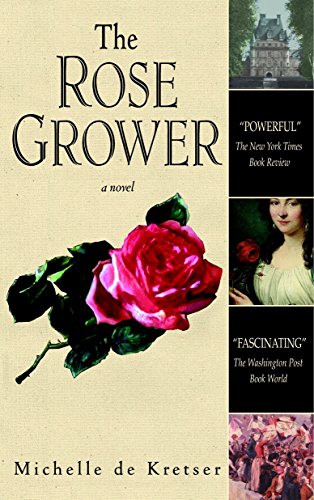 The
ROSE
GROWER
a novel
"POWERFUL"
The New York Times
Book Review
"FASCINATING"
The Washington Post
Book World
Michelle de Kretser